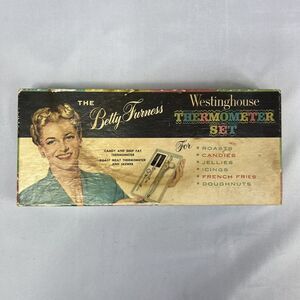 THE
Betty Furness
Westinghouse
THERMOMETER
SET
CANDY AND DEEP FAT
THERMOMETER
ROAST MEAT THERMOMETER
AND SKEWER
For
• ROASTS
• CANDIES
• JELLIES
• ICINGS
• FRENCH FRIES
• DOUGHNUTS